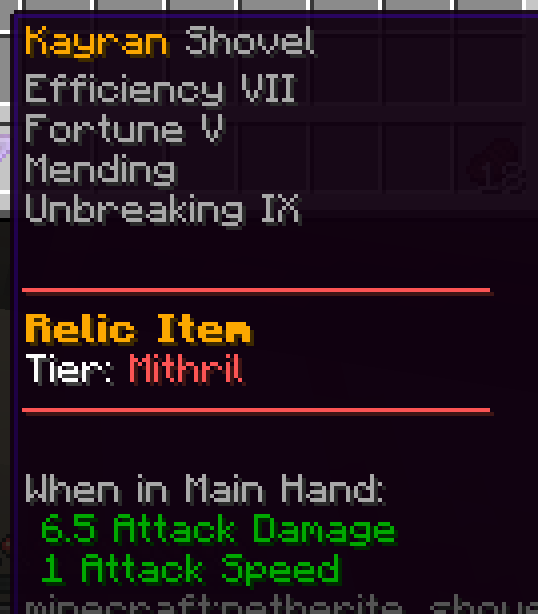 Kayran Shovel
Efficiency VII
Fortune V
Mending
Unbreaking IX
18
Relic Item
Tier: Mithril
When in Main Hand:
6.5 Attack Damage
1 Attack Speed